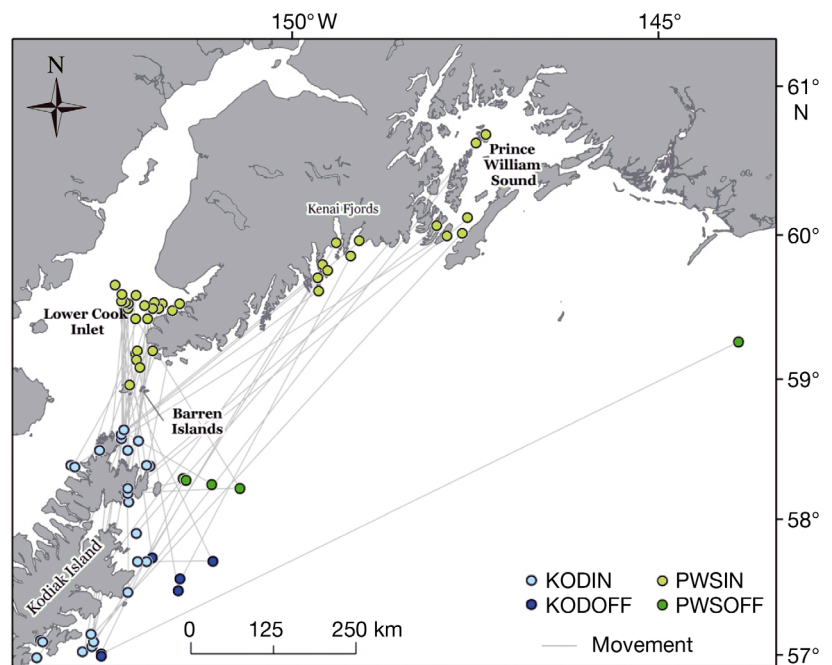 150°W 145°
N
61°
N
Prince
William
Sound
Kenai Fjords
60°
Lower Cook
Inlet
59°
Barren
Islands
58°
Kodiak Island
KODIN PWSIN
KODOFF PWSOFF
0 125 250 km
Movement
57°